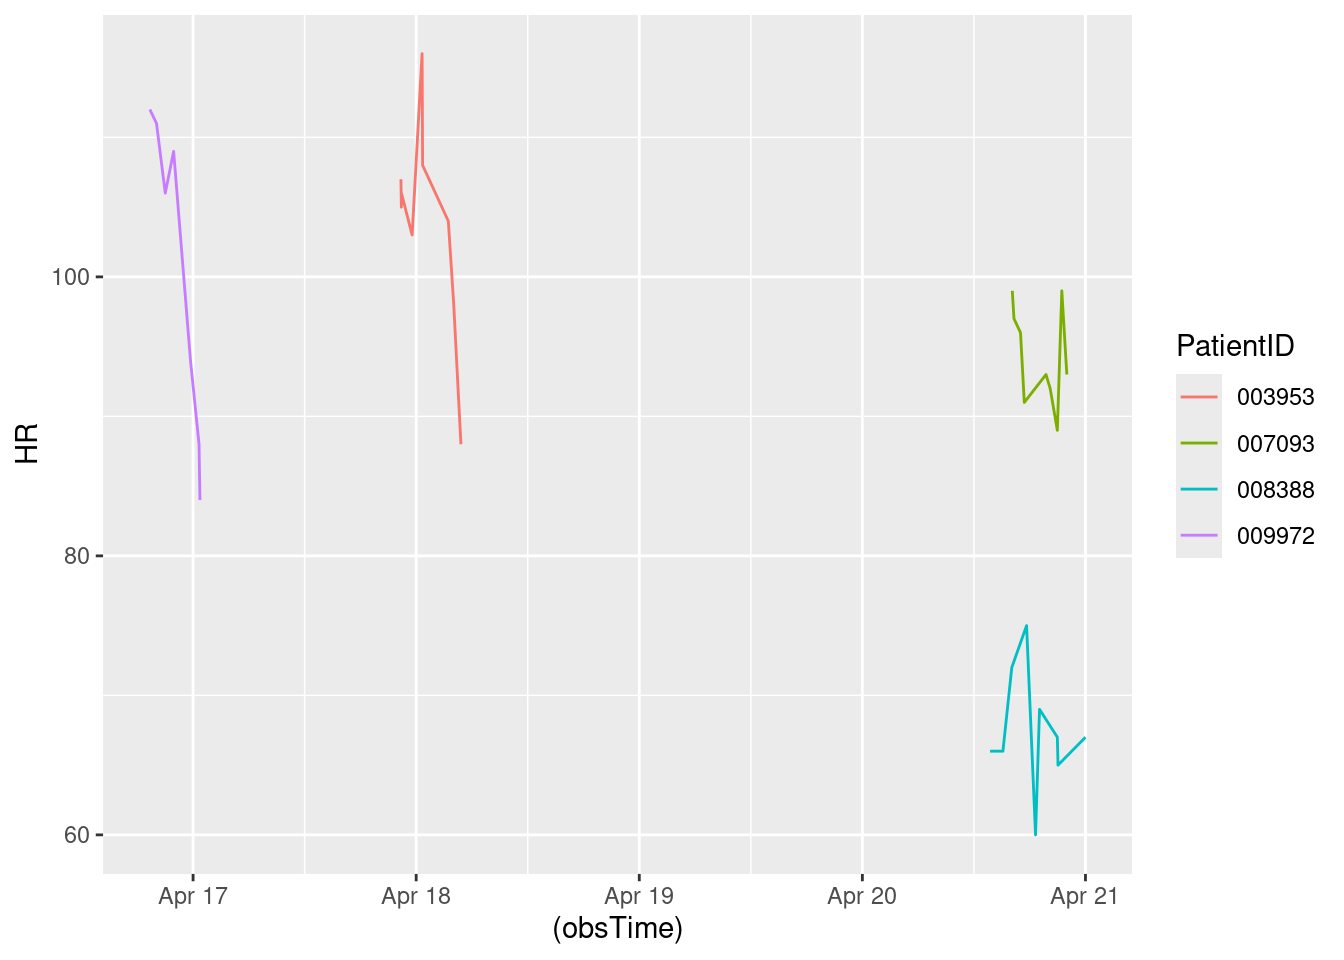 HR
100
80
60
Apr 17
Apr 18
Apr 19
Apr 20
Apr 21
(obsTime)
PatientID
003953
007093
008388
009972